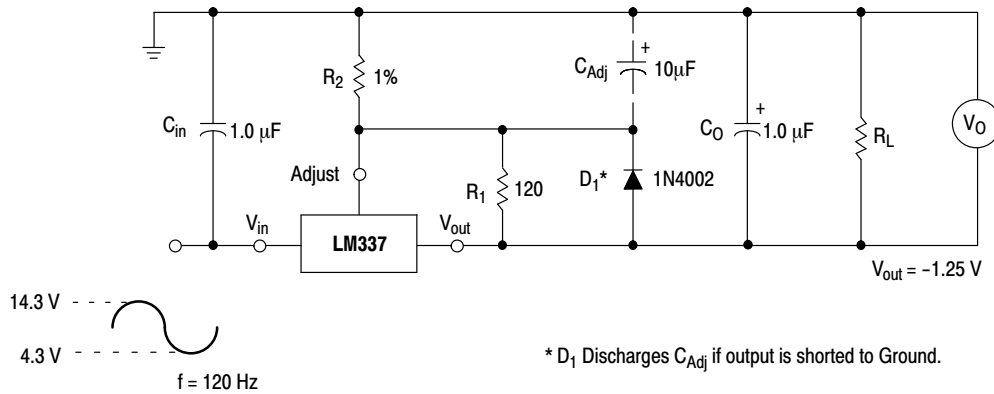 R2
1%
CAdj
+
10μF
Cin
1.0 μF
CO
+
1.0 μF
RL
VO
Adjust
R1
120
D1*
1N4002
Vin
LM337
Vout
Vout = −1.25 V
14.3 V
4.3 V
f = 120 Hz
* D1 Discharges CAdj if output is shorted to Ground.